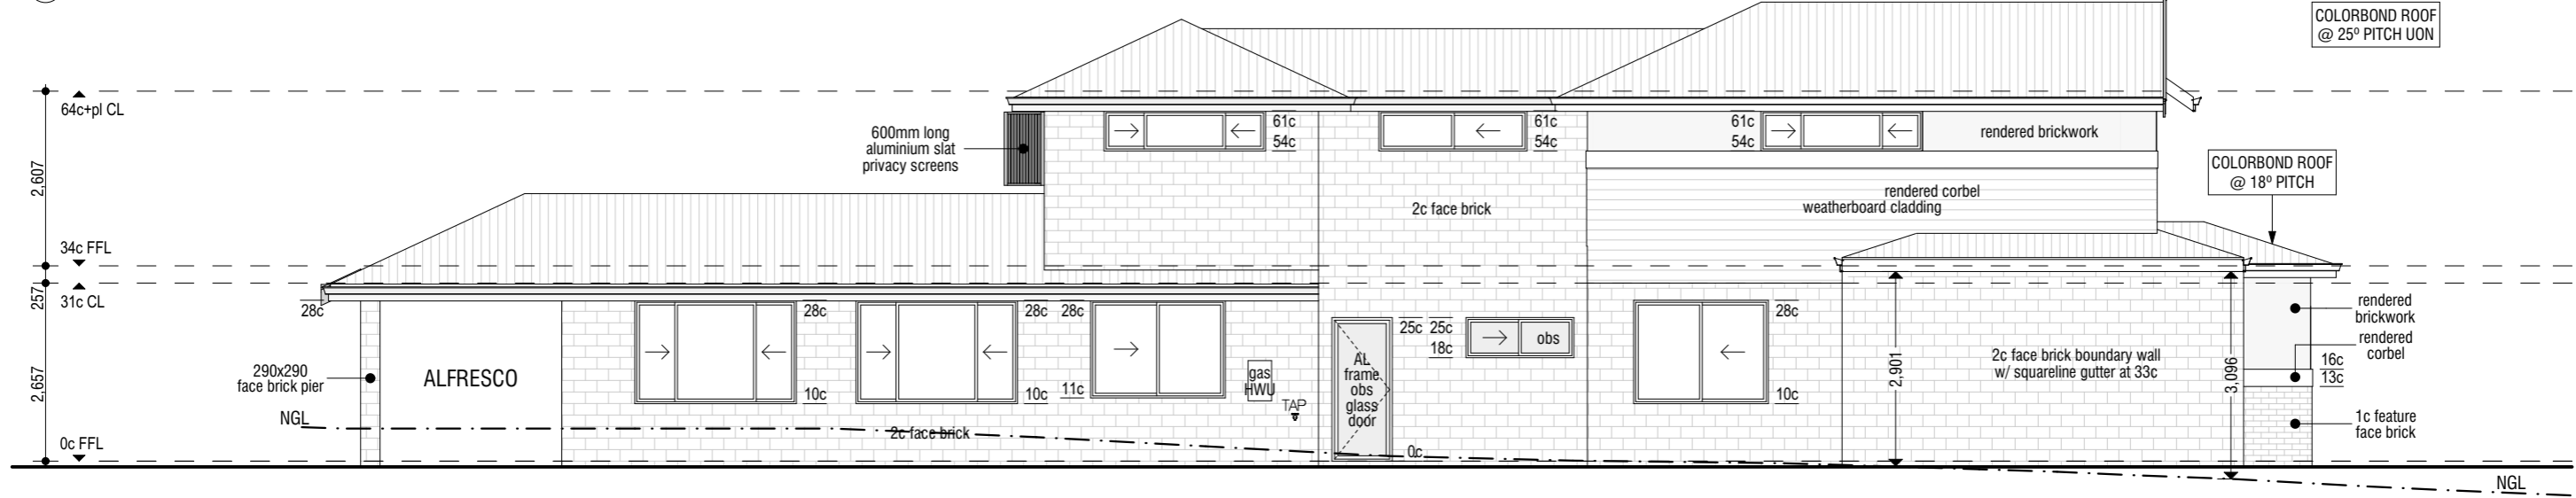 COLORBOND ROOF
@ 25º PITCH UON
64c+pl CL
600mm long
aluminium slat
privacy screens
61c
54c
61c
54c
61c
54c
rendered brickwork
COLORBOND ROOF
@ 18º PITCH
2,607
2c face brick
rendered corbel
weatherboard cladding
34c FFL
257
31c CL
28c
28c
28c
28c
25c
25c
18c
obs
28c
rendered
brickwork
rendered
corbel
290x290
face brick pier
ALFRESCO
2,657
10c
10c
11c
gas
HWU
TAP
AL
frame
obs
glass
door
10c
2,901
2c face brick boundary wall
w/ squareline gutter at 33c
3,096
16c
13c
NGL
2c face brick
1c feature
face brick
0c FFL
0c
NGL